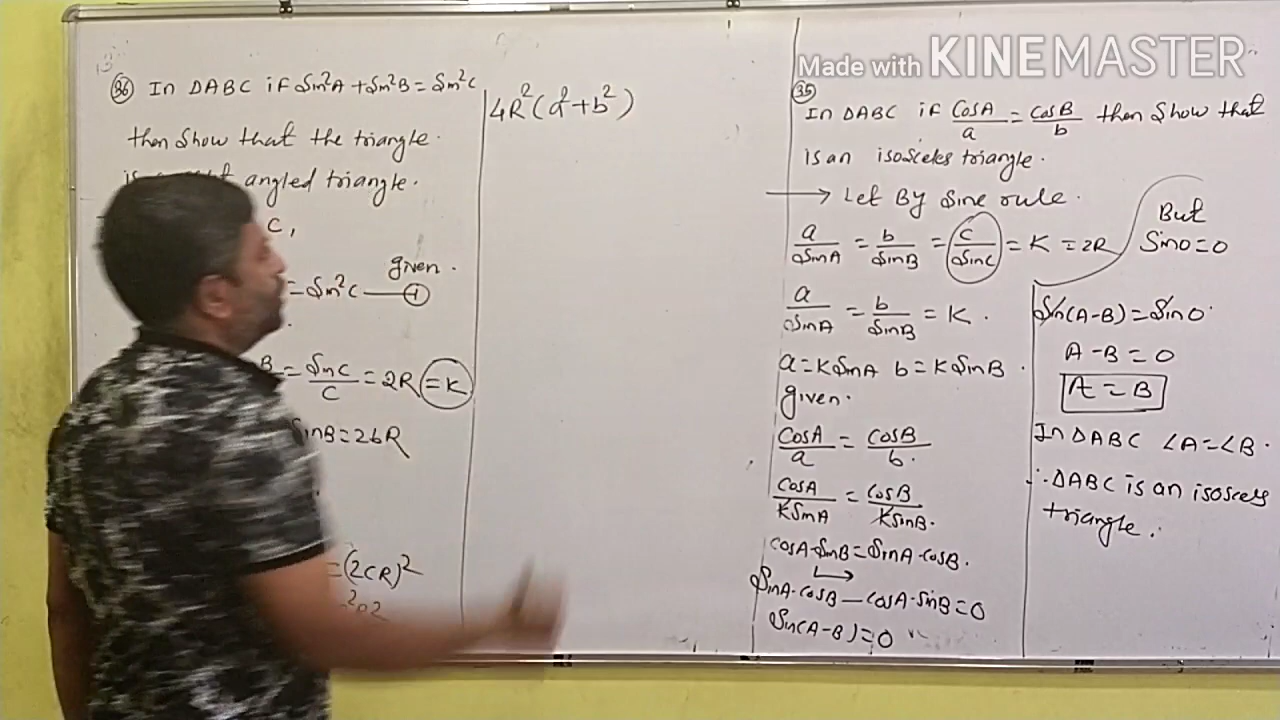 36 In ΔABC if Sin²A + Sin²B = Sin²C
then Show that the triangle.
angled triangle.
C,
= Sin²C — 1 given.
B = SinC/C = 2R = K
SinB = 2bR
= (2CR)²
4R²(a²+b²)
Made with KINEMASTER
35
In ΔABC if CosA/a = CosB/b then Show that
is an isosceles triangle.
→ Let By Sine rule.
a/SinA = b/SinB = c/SinC = K = 2R
a/SinA = b/SinB = K.
a = KSinA b = KSinB.
given.
CosA/a = CosB/b.
CosA/KSinA = CosB/KSinB.
CosA·SinB = SinA·CosB.
SinA·CosB — CosA·SinB = 0
Sin(A-B) = 0
But
Sin0 = 0
Sin(A-B) = Sin0.
A-B = 0
A = B
In ΔABC ∠A = ∠B.
∴ ΔABC is an isosceles
triangle.